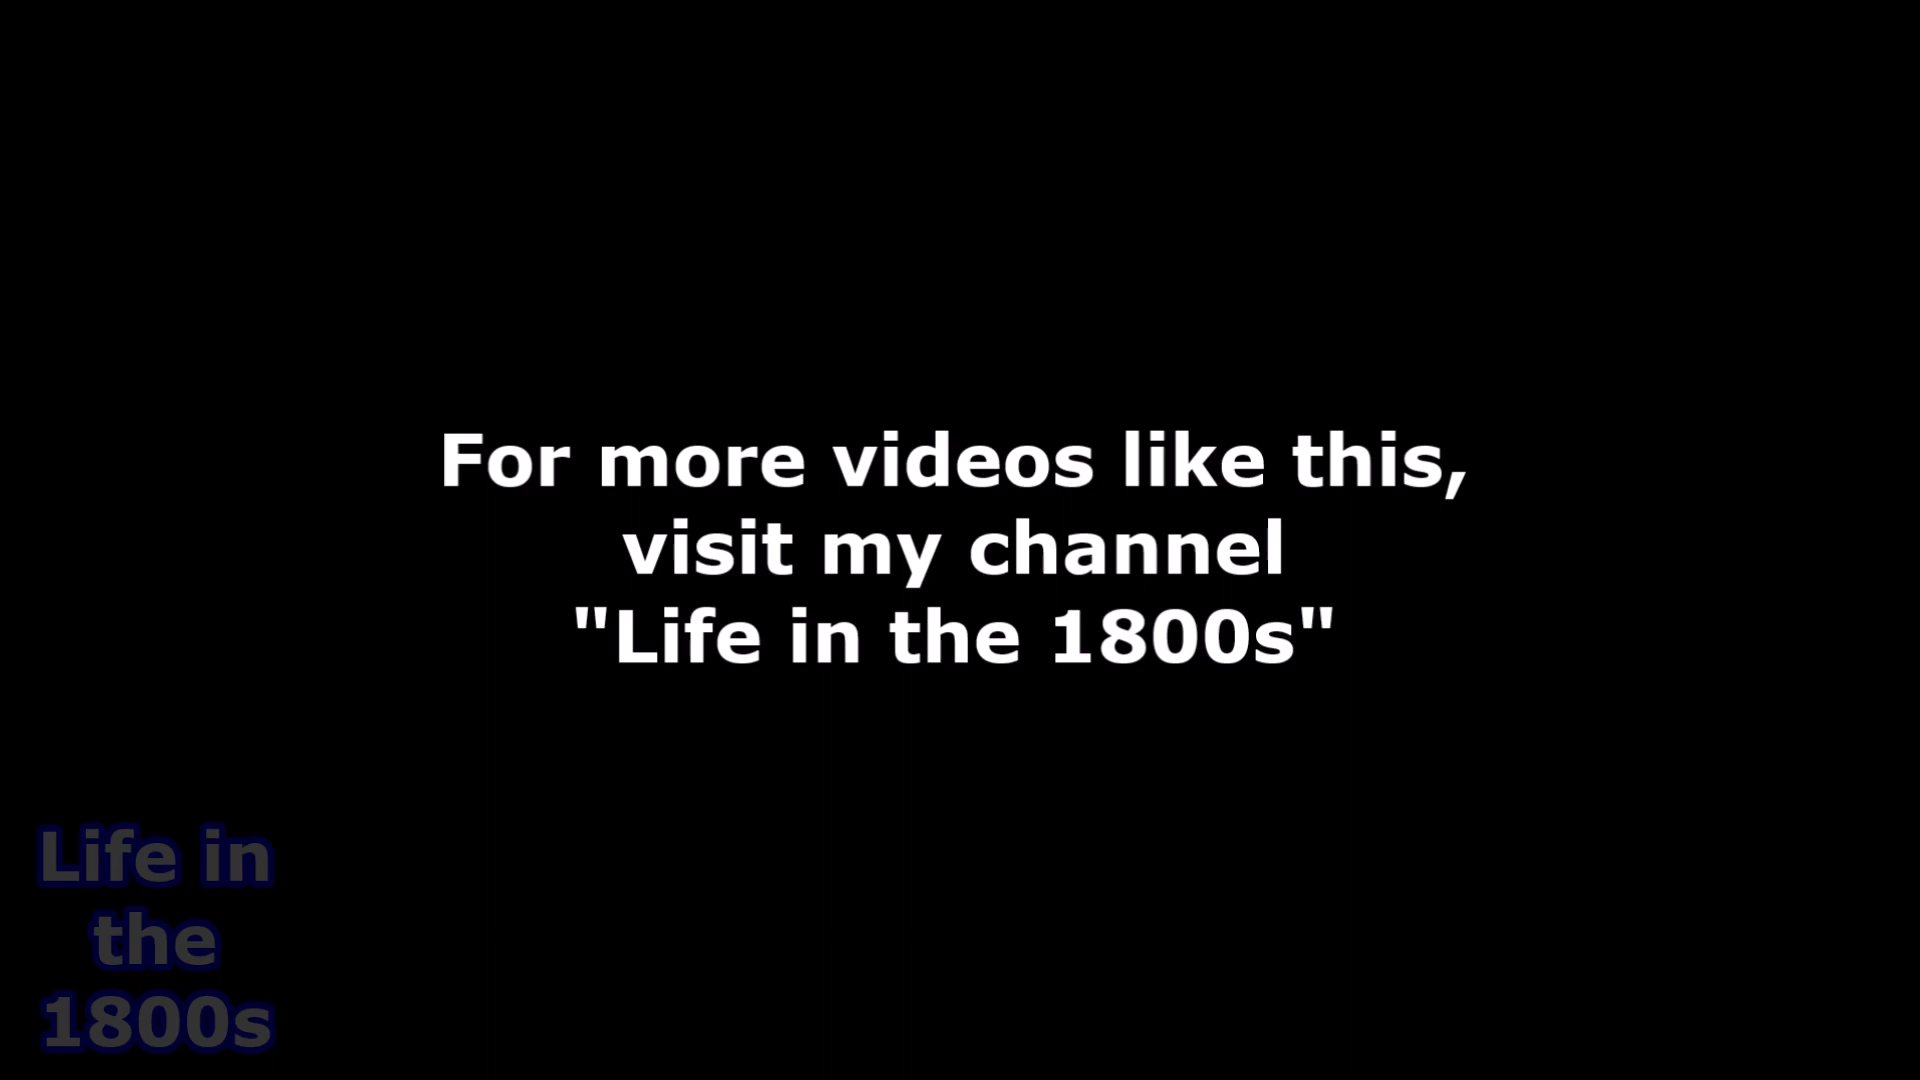 For more videos like this,
visit my channel
"Life in the 1800s"
Life in
the
1800s